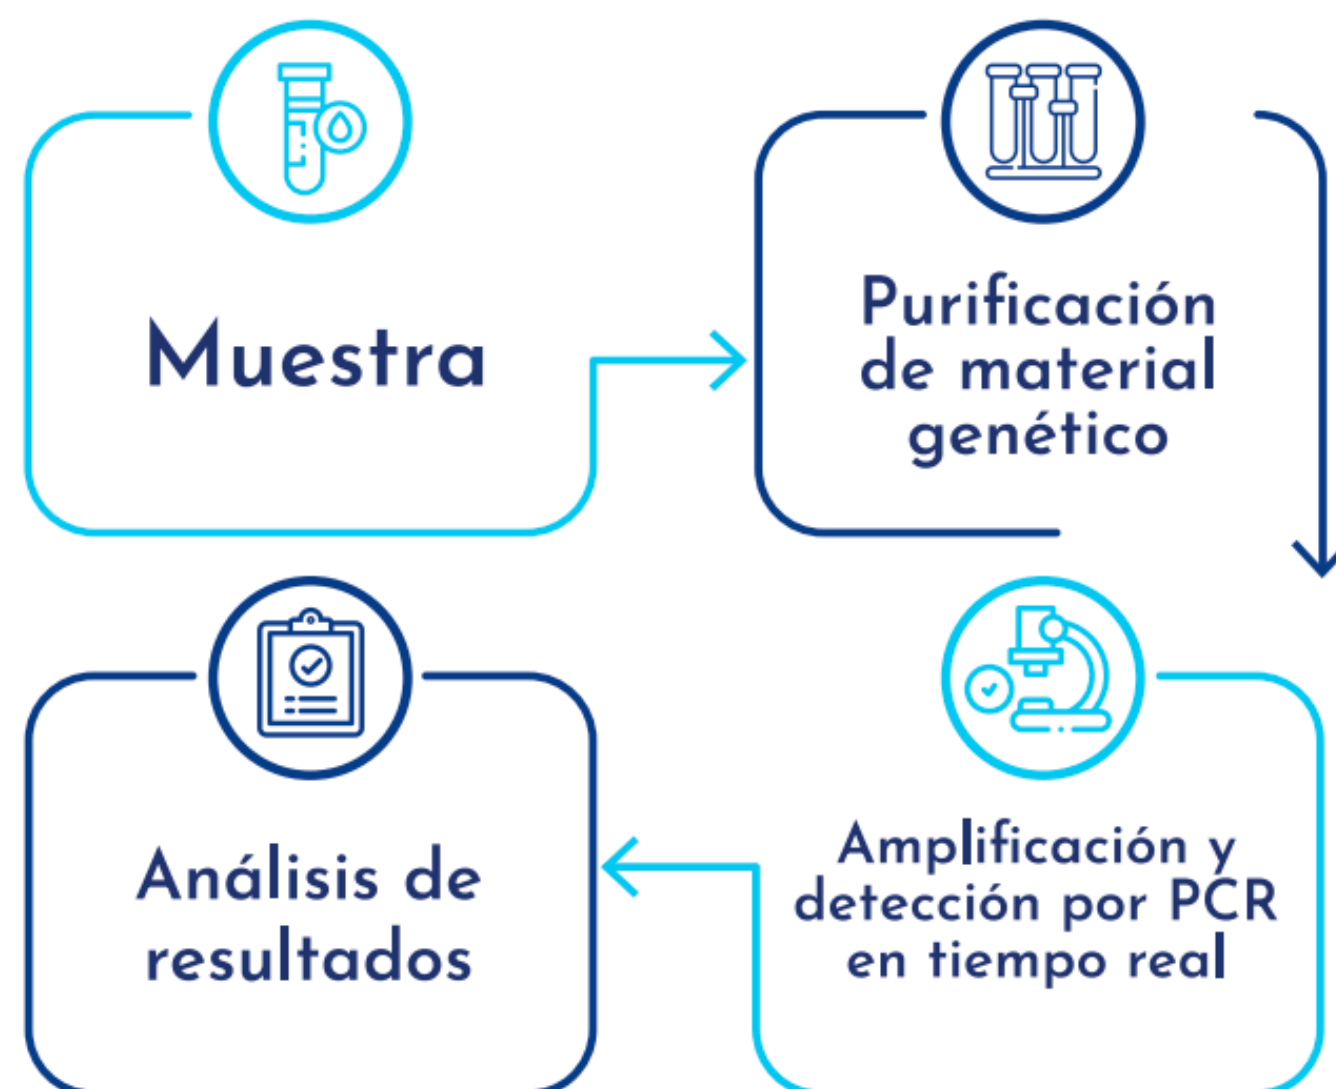 Muestra
Purificación
de material
genético
Amplificación y
detección por PCR
en tiempo real
Análisis de
resultados